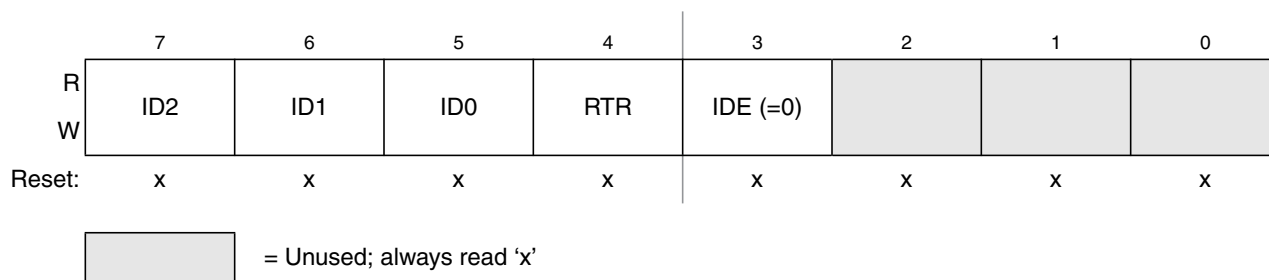 7 6 5 4 3 2 1 0
R
W
ID2 ID1 ID0 RTR IDE (=0)
Reset: x x x x x x x x
= Unused; always read ‘x’